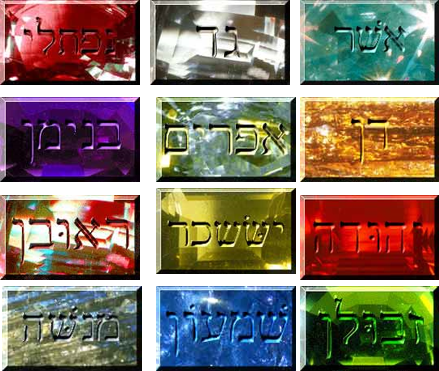 אשר
גד
נפתלי
דן
אפרים
בנימן
יהודה
יששכר
ראובן
זבולן
שמעון
מנשה